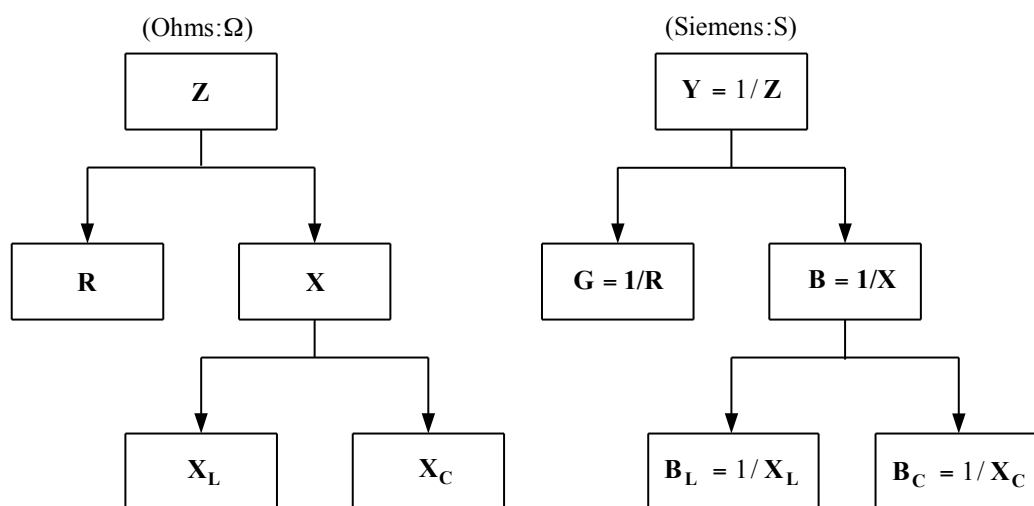 (Ohms:Ω)
(Siemens:S)
Z
Y = 1/ Z
R
X
G = 1/R
B = 1/X
X_L
X_C
B_L = 1/ X_L
B_C = 1/ X_C